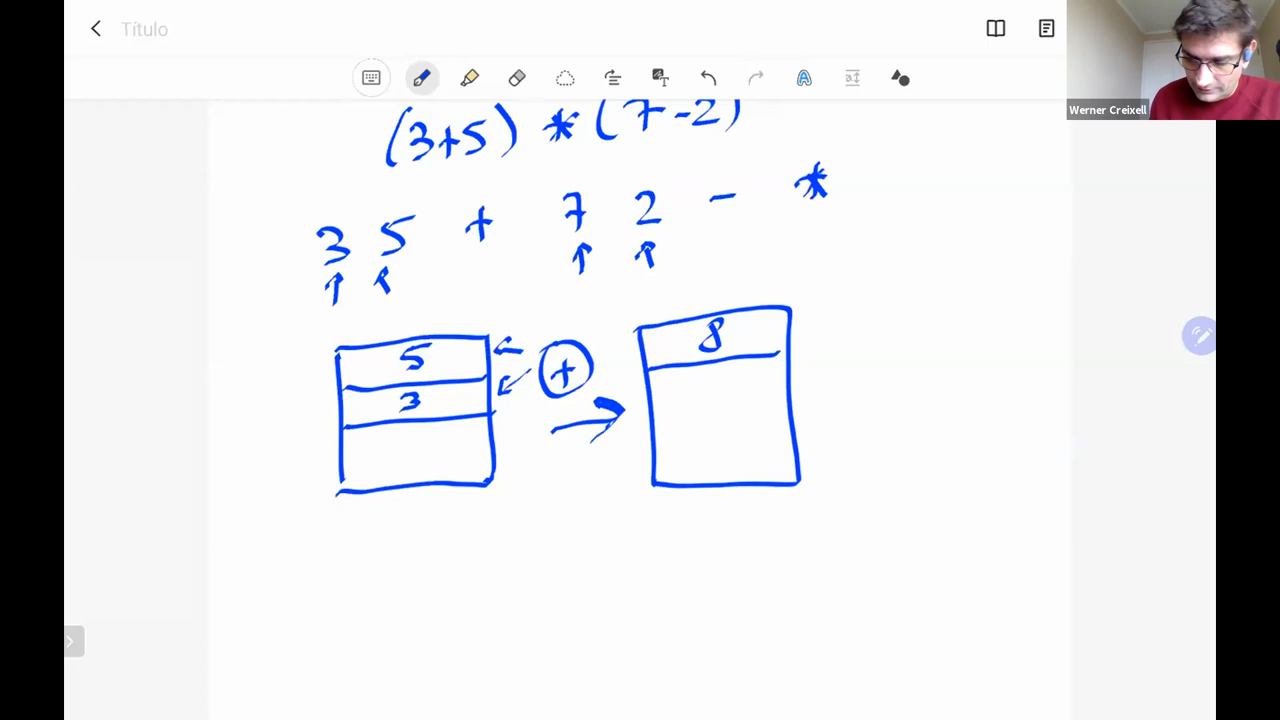 Título
Werner Creixell
(3+5) * (7-2)
3 5 + 7 2 - *
5 + 8
3